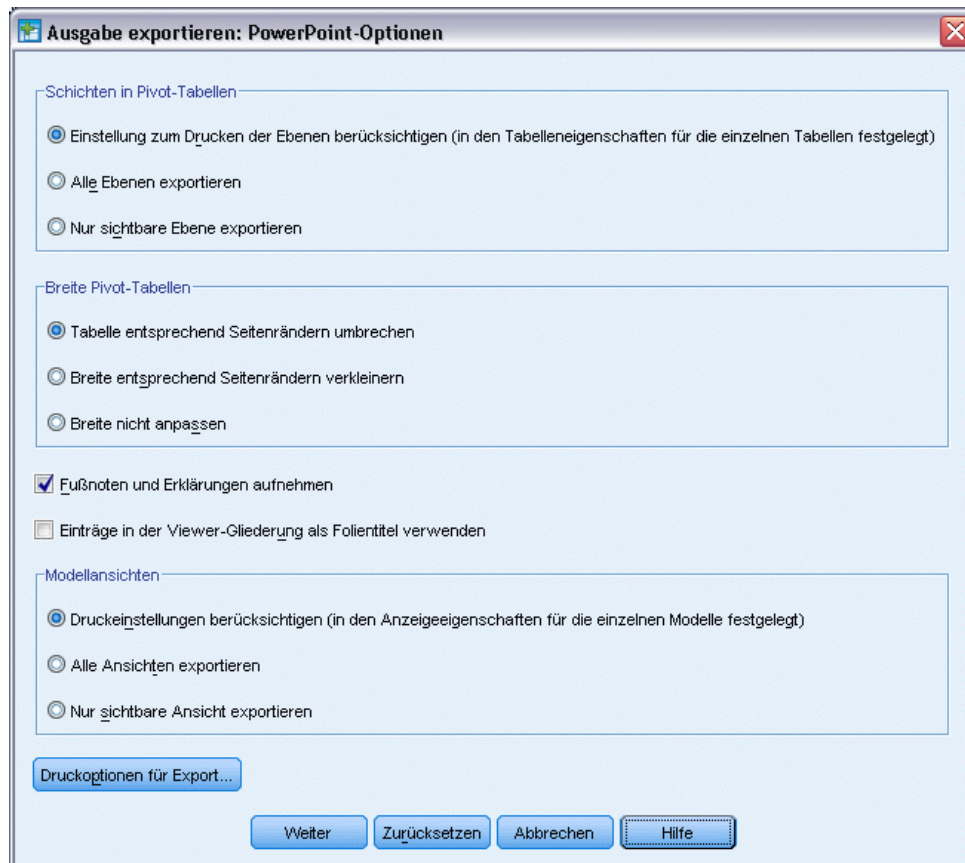 Ausgabe exportieren: PowerPoint-Optionen
Schichten in Pivot-Tabellen
Einstellung zum Drucken der Ebenen berücksichtigen (in den Tabelleneigenschaften für die einzelnen Tabellen festgelegt)
Alle Ebenen exportieren
Nur sichtbare Ebene exportieren
Breite Pivot-Tabellen
Tabelle entsprechend Seitenrändern umbrechen
Breite entsprechend Seitenrändern verkleinern
Breite nicht anpassen
Fußnoten und Erklärungen aufnehmen
Einträge in der Viewer-Gliederung als Folientitel verwenden
Modellansichten
Druckeinstellungen berücksichtigen (in den Anzeigeeigenschaften für die einzelnen Modelle festgelegt)
Alle Ansichten exportieren
Nur sichtbare Ansicht exportieren
Druckoptionen für Export...
Weiter Zurücksetzen Abbrechen Hilfe